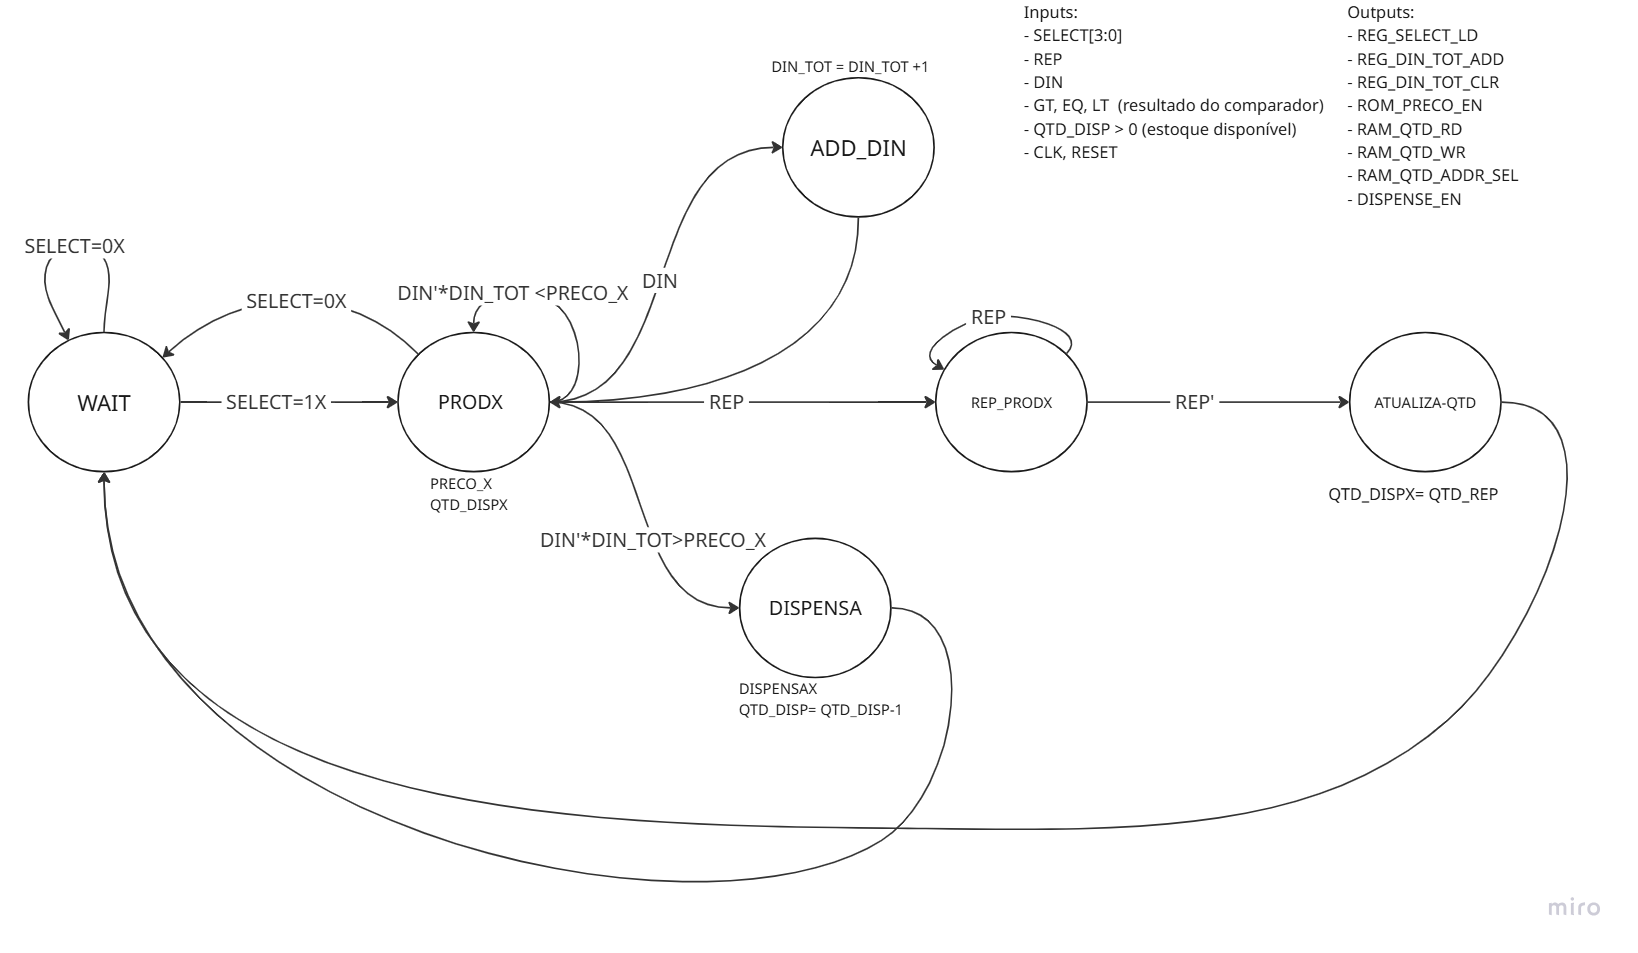 Inputs:
- SELECT[3:0]
- REP
- DIN
- GT, EQ, LT (resultado do comparador)
- QTD_DISP > 0 (estoque disponível)
- CLK, RESET
Outputs:
- REG_SELECT_LD
- REG_DIN_TOT_ADD
- REG_DIN_TOT_CLR
- ROM_PRECO_EN
- RAM_QTD_RD
- RAM_QTD_WR
- RAM_QTD_ADDR_SEL
- DISPENSE_EN
DIN_TOT = DIN_TOT +1
ADD_DIN
SELECT=0X
SELECT=0X
DIN'*DIN_TOT <PRECO_X
DIN
REP
WAIT
SELECT=1X
PRODX
REP
REP_PRODX
REP'
ATUALIZA-QTD
PRECO_X
QTD_DISPX
QTD_DISPX= QTD_REP
DIN'*DIN_TOT>PRECO_X
DISPENSA
DISPENSAX
QTD_DISP= QTD_DISP-1
miro